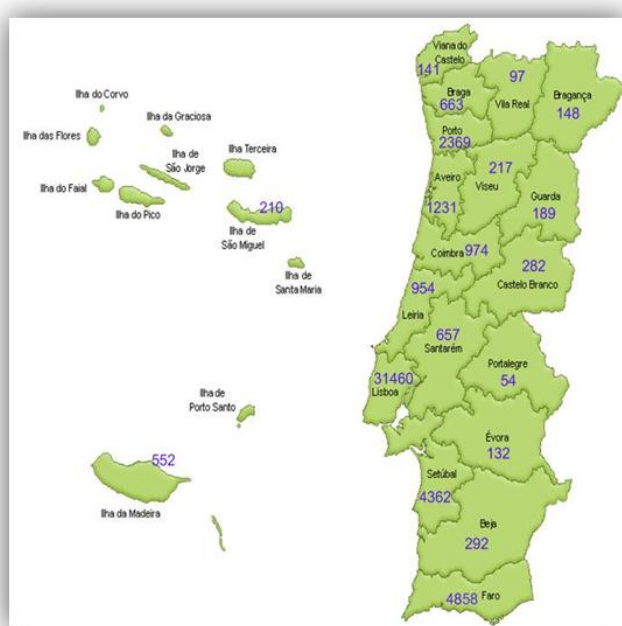 Viana do
Castelo
141
Braga
663
97
Vila Real
Bragança
148
Porto
2369
Ilha do Corvo
Ilha das Flores
Ilha da Graciosa
Ilha de
São Jorge
Ilha Terceira
Ilha do Faial
Ilha do Pico
210
Ilha de
São Miguel
Ilha de
Santa Maria
Aveiro
1231
217
Viseu
Guarda
189
Coimbra 974
282
Castelo Branco
954
Leiria
657
Santarém
31460
Lisboa
Portalegre
54
Ilha de
Porto Santo
552
Ilha da Madeira
Évora
132
Setúbal
4362
Beja
292
4858 Faro